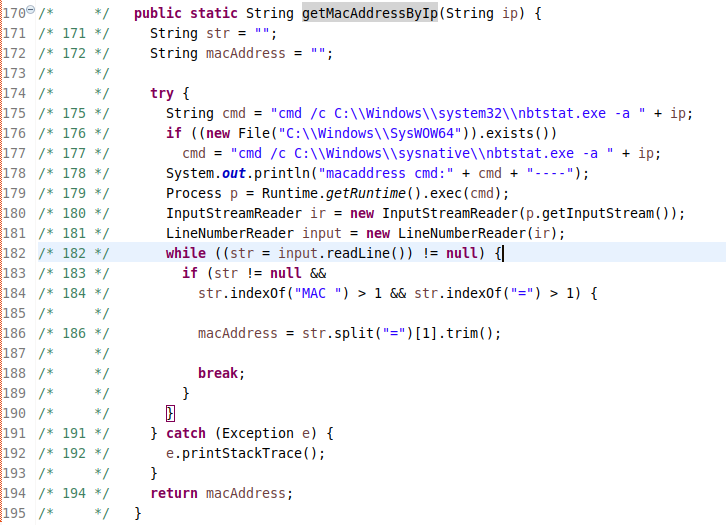 170 /*     */   public static String getMacAddressByIp(String ip) {
171 /* 171 */     String str = "";
172 /* 172 */     String macAddress = "";
173 /*     */
174 /*     */     try {
175 /* 175 */       String cmd = "cmd /c C:\\Windows\\system32\\nbtstat.exe -a " + ip;
176 /* 176 */       if ((new File("C:\\Windows\\SysWOW64")).exists())
177 /* 177 */         cmd = "cmd /c C:\\Windows\\sysnative\\nbtstat.exe -a " + ip;
178 /* 178 */       System.out.println("macaddress cmd:" + cmd + "----");
179 /* 179 */       Process p = Runtime.getRuntime().exec(cmd);
180 /* 180 */       InputStreamReader ir = new InputStreamReader(p.getInputStream());
181 /* 181 */       LineNumberReader input = new LineNumberReader(ir);
182 /* 182 */       while ((str = input.readLine()) != null) {
183 /* 183 */         if (str != null &&
184 /* 184 */           str.indexOf("MAC ") > 1 && str.indexOf("=") > 1) {
185 /*     */
186 /* 186 */           macAddress = str.split("=")[1].trim();
187 /*     */
188 /*     */           break;
189 /*     */         }
190 /*     */       }
191 /* 191 */     } catch (Exception e) {
192 /* 192 */       e.printStackTrace();
193 /*     */     }
194 /* 194 */     return macAddress;
195 /*     */   }